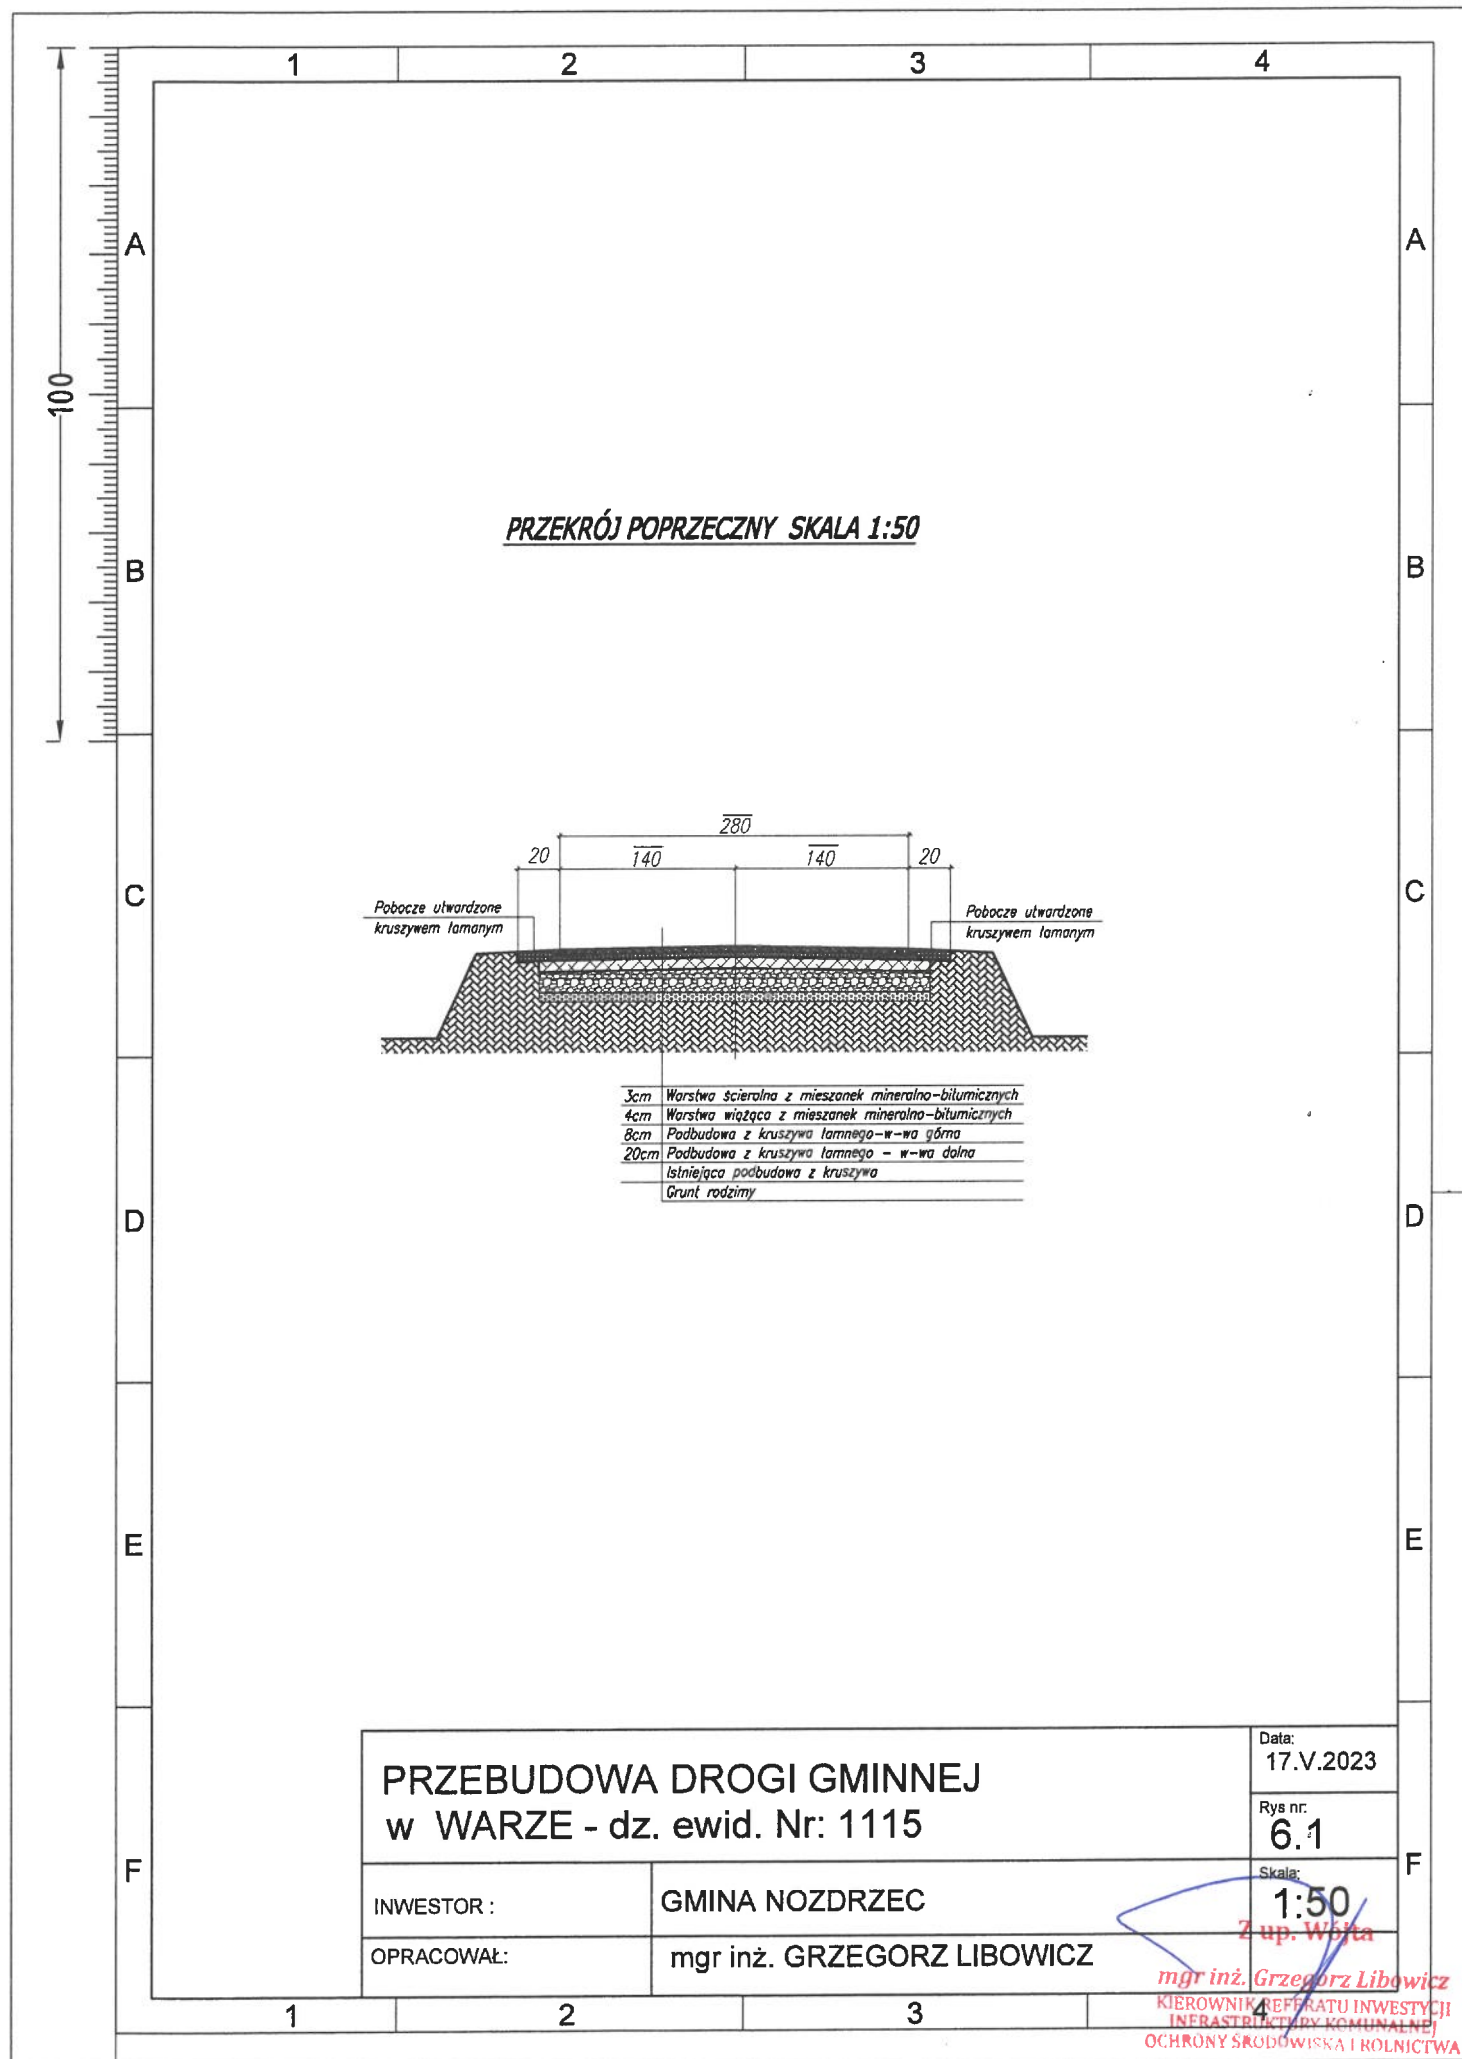 1 2 3 4
100
A A
PRZEKRÓJ POPRZECZNY SKALA 1:50
B B
280
20 140 140 20
C C
Pobocze utwardzone
kruszywem łamanym
Pobocze utwardzone
kruszywem łamanym
3cm Warstwa ścieralna z mieszanek mineralno-bitumicznych
4cm Warstwa wiążąca z mieszanek mineralno-bitumicznych
8cm Podbudowa z kruszywa łamnego-w-wa górna
20cm Podbudowa z kruszywa łamnego - w-wa dolna
Istniejąca podbudowa z kruszywa
Grunt rodzimy
D D
E E
PRZEBUDOWA DROGI GMINNEJ
w WARZE - dz. ewid. Nr: 1115
Data:
17.V.2023
Rys nr:
6.1
F F
Skala:
1:50
INWESTOR : GMINA NOZDRZEC
OPRACOWAŁ: mgr inż. GRZEGORZ LIBOWICZ
Z up. Wójta
mgr inż. Grzegorz Libowicz
KIEROWNIK REFERATU INWESTYCJI
INFRASTRUKTURY KOMUNALNEJ
OCHRONY ŚRODOWISKA I ROLNICTWA
1 2 3 4